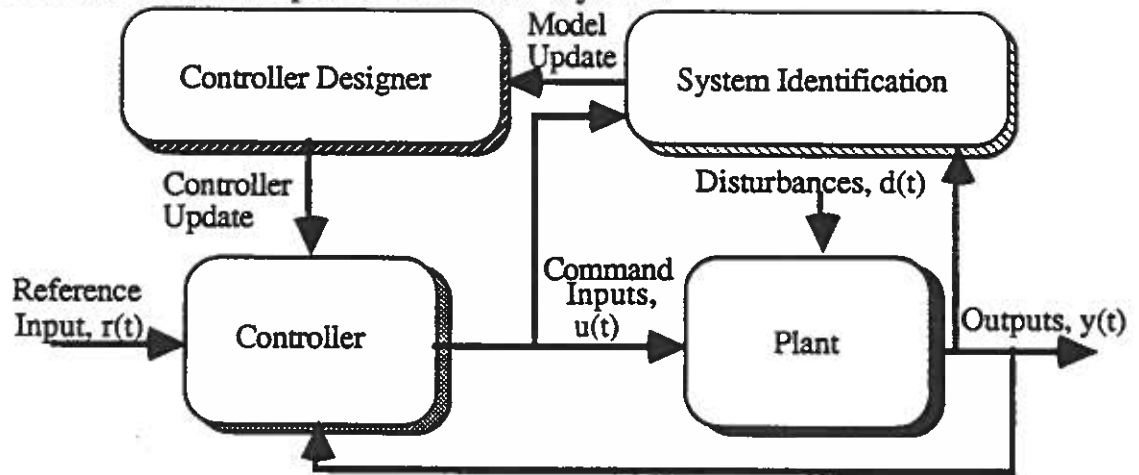 Model
Update
Controller Designer
System Identification
Controller
Update
Disturbances, d(t)
Reference
Input, r(t)
Controller
Command
Inputs,
u(t)
Plant
Outputs, y(t)